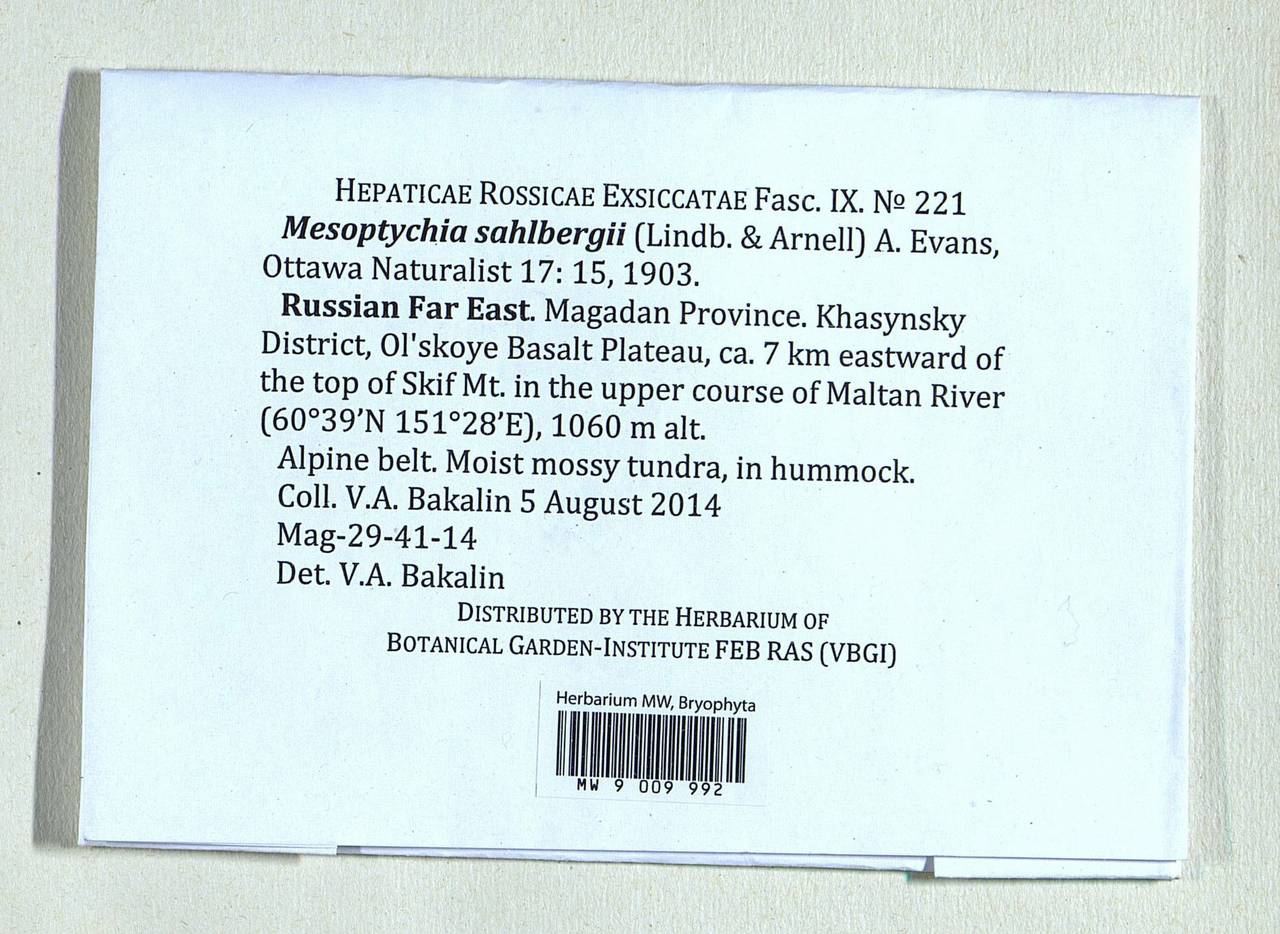 HEPATICAE ROSSICAE EXSICCATAE Fasc. IX. № 221
Mesoptychia sahlbergii (Lindb. & Arnell) A. Evans,
Ottawa Naturalist 17: 15, 1903.
Russian Far East. Magadan Province. Khasynsky
District, Ol'skoye Basalt Plateau, ca. 7 km eastward of
the top of Skif Mt. in the upper course of Maltan River
(60°39’N 151°28’E), 1060 m alt.
Alpine belt. Moist mossy tundra, in hummock.
Coll. V.A. Bakalin 5 August 2014
Mag-29-41-14
Det. V.A. Bakalin
DISTRIBUTED BY THE HERBARIUM OF
BOTANICAL GARDEN-INSTITUTE FEB RAS (VBGI)
Herbarium MW, Bryophyta
MW 9 009 992